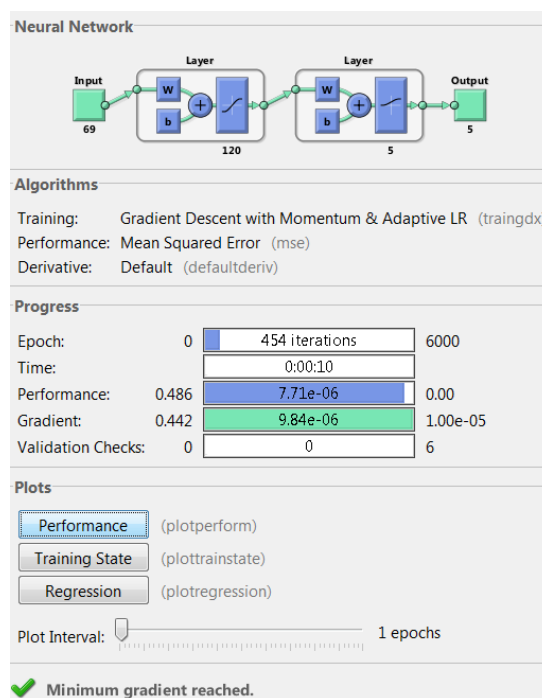 Neural Network
Layer Layer
Input Output
W W
+ +
b b
69 120 5 5
Algorithms
Training: Gradient Descent with Momentum & Adaptive LR (traingdx
Performance: Mean Squared Error (mse)
Derivative: Default (defaultderiv)
Progress
Epoch: 0 454 iterations 6000
Time: 0:00:10
Performance: 0.486 7.71e-06 0.00
Gradient: 0.442 9.84e-06 1.00e-05
Validation Checks: 0 0 6
Plots
Performance (plotperform)
Training State (plottrainstate)
Regression (plotregression)
Plot Interval: 1 epochs
Minimum gradient reached.